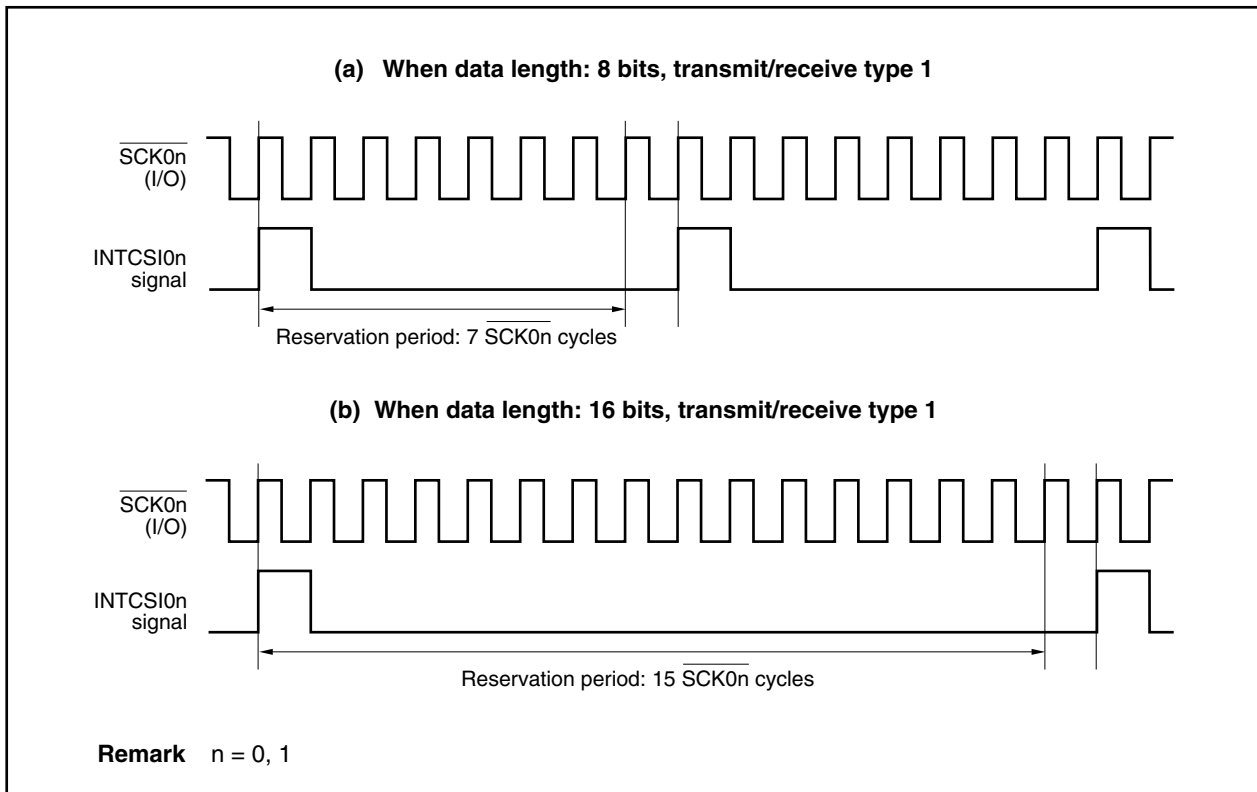 (a) When data length: 8 bits, transmit/receive type 1
SCK0n
(I/O)
INTCSI0n
signal
Reservation period: 7 SCK0n cycles
(b) When data length: 16 bits, transmit/receive type 1
SCK0n
(I/O)
INTCSI0n
signal
Reservation period: 15 SCK0n cycles
Remark n = 0, 1